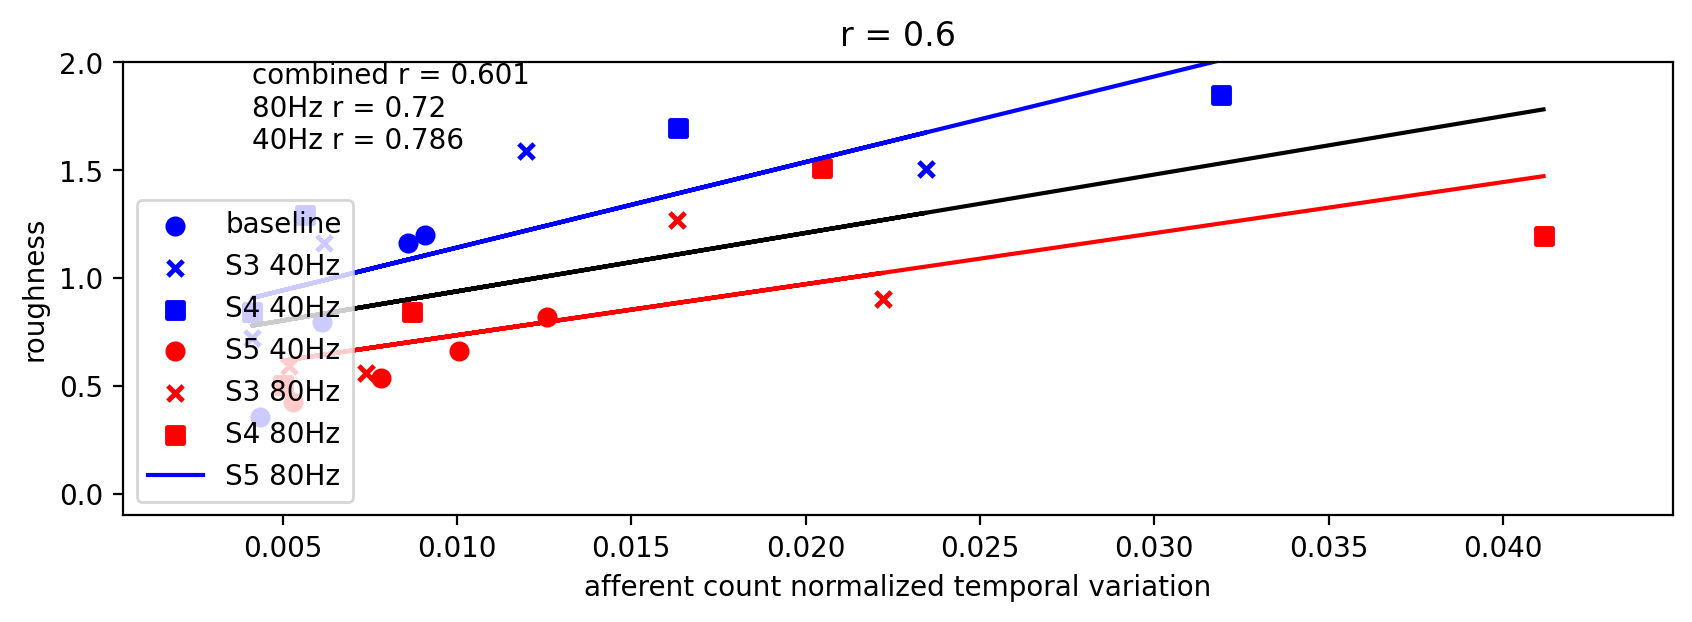 r = 0.6
combined r = 0.601
80Hz r = 0.72
40Hz r = 0.786
2.0
1.5
1.0
0.5
0.0
roughness
baseline
S3 40Hz
S4 40Hz
S5 40Hz
S3 80Hz
S4 80Hz
S5 80Hz
0.005 0.010 0.015 0.020 0.025 0.030 0.035 0.040
afferent count normalized temporal variation